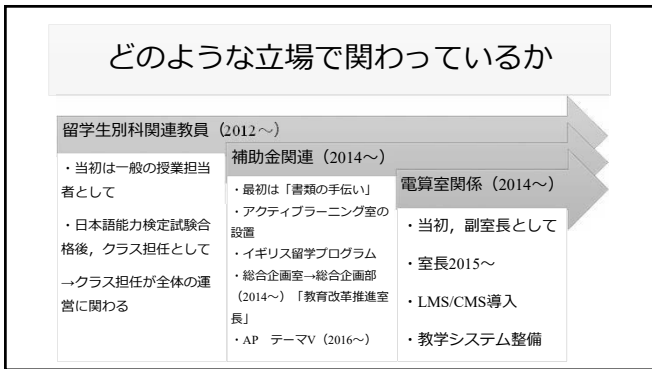 どのような立場で関わっているか
留学生別科関連教員（2012～）
・当初は一般の授業担当
者として
・日本語能力検定試験合
格後，クラス担任として
→クラス担任が全体の運
営に関わる
補助金関連（2014～）
・最初は「書類の手伝い」
・アクティブラーニング室の
設置
・イギリス留学プログラム
・総合企画室→総合企画部
（2014～）「教育改革推進室
長」
・AP　テーマV（2016～）
電算室関係（2014～）
・当初，副室長として
・室長2015～
・LMS/CMS導入
・教学システム整備